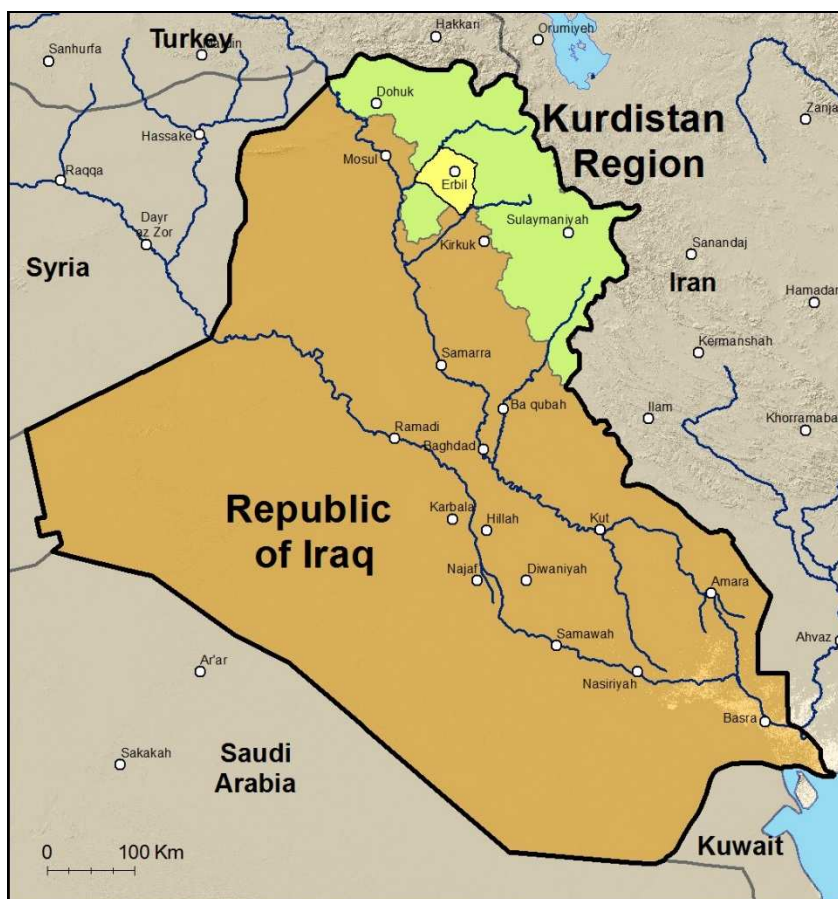 Turkey
Hakkari
Orumiyeh
Sanhurfa
Dohuk
Zanja
Kurdistan
Region
Hassake
Mosul
Erbil
Raqqa
Dayr
az Zor
Sulaymaniyah
Kirkuk
Sanandaj
Syria
Iran
Hamadan
Kermanshah
Samarra
Ba qubah
Ilam
Khorramaba
Ramadi
Baghdad
Republic
of Iraq
Karbala
Hillah
Kut
Najaf
Diwaniyah
Amara
Samawah
Ahvaz
Ar'ar
Nasiriyah
Basra
Saudi
Arabia
Sakakah
Kuwait
0 100 Km